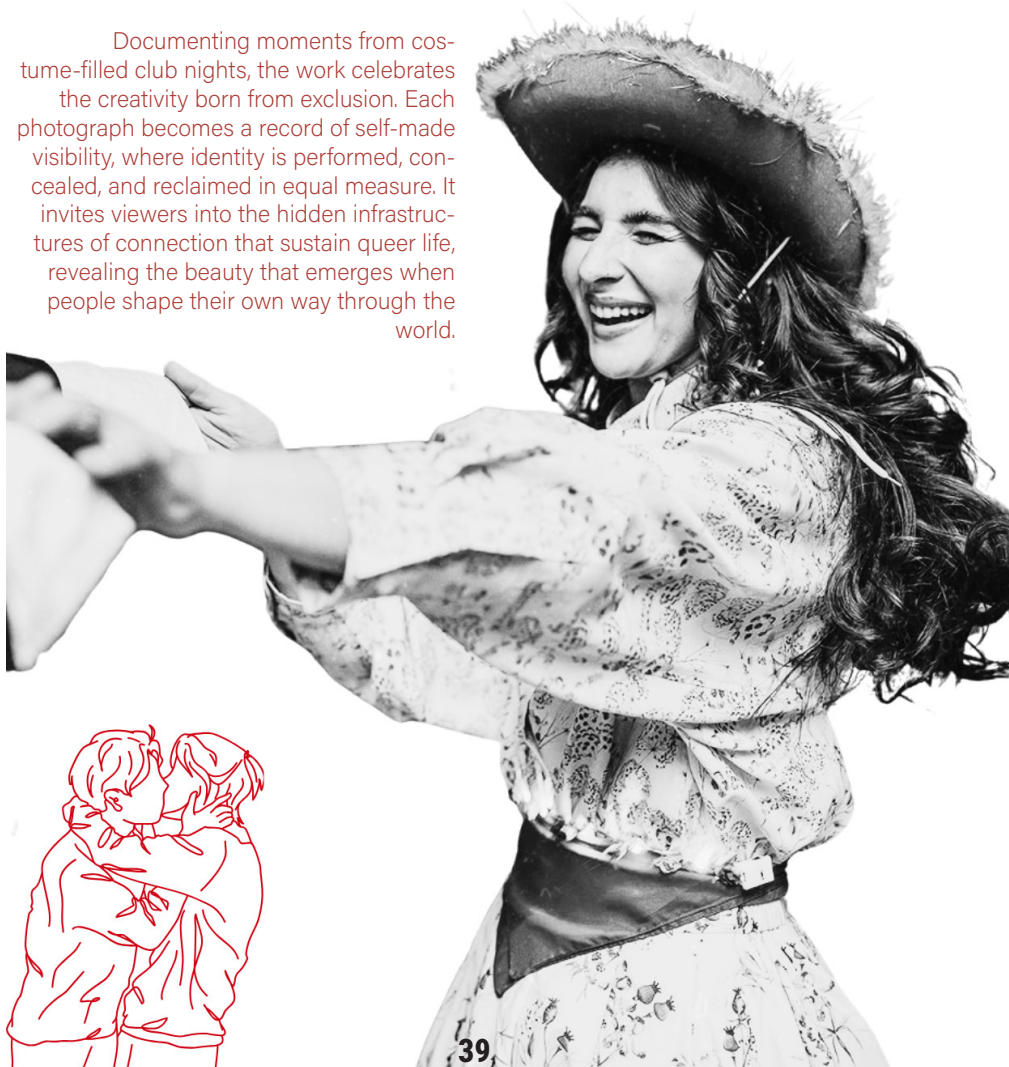 Documenting moments from cos-
tume-filled club nights, the work celebrates
the creativity born from exclusion. Each
photograph becomes a record of self-made
visibility, where identity is performed, con-
cealed, and reclaimed in equal measure. It
invites viewers into the hidden infrastruc-
tures of connection that sustain queer life,
revealing the beauty that emerges when
people shape their own way through the
world.
39